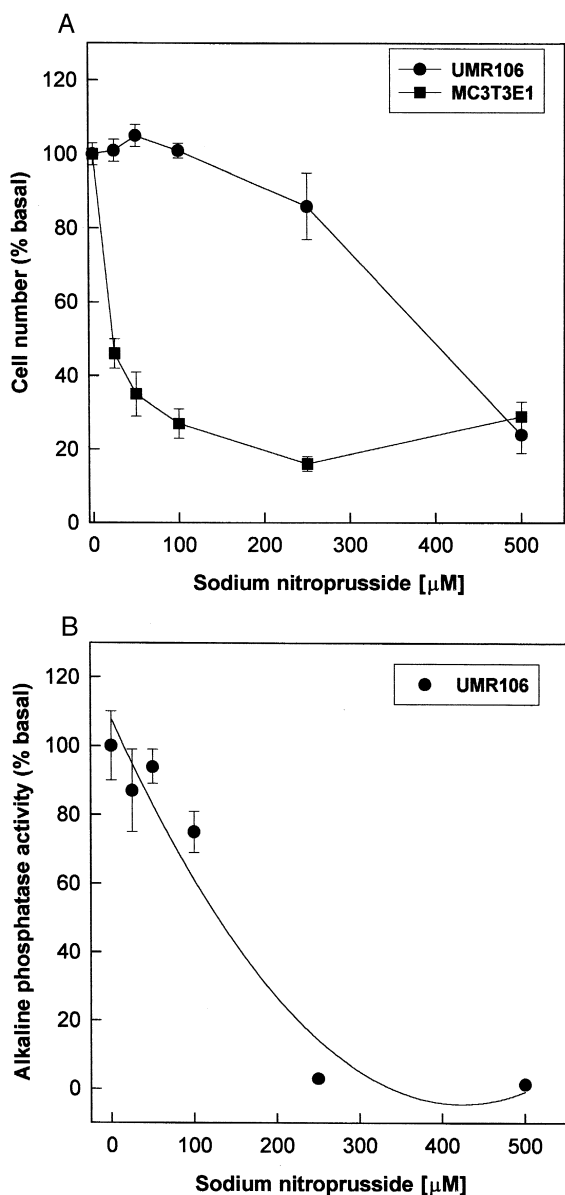 A
UMR106
MC3T3E1
Cell number (% basal)
120
100
80
60
40
20
0
0 100 200 300 400 500
Sodium nitroprusside [μM]
B
UMR106
Alkaline phosphatase activity (% basal)
120
100
80
60
40
20
0
0 100 200 300 400 500
Sodium nitroprusside [μM]